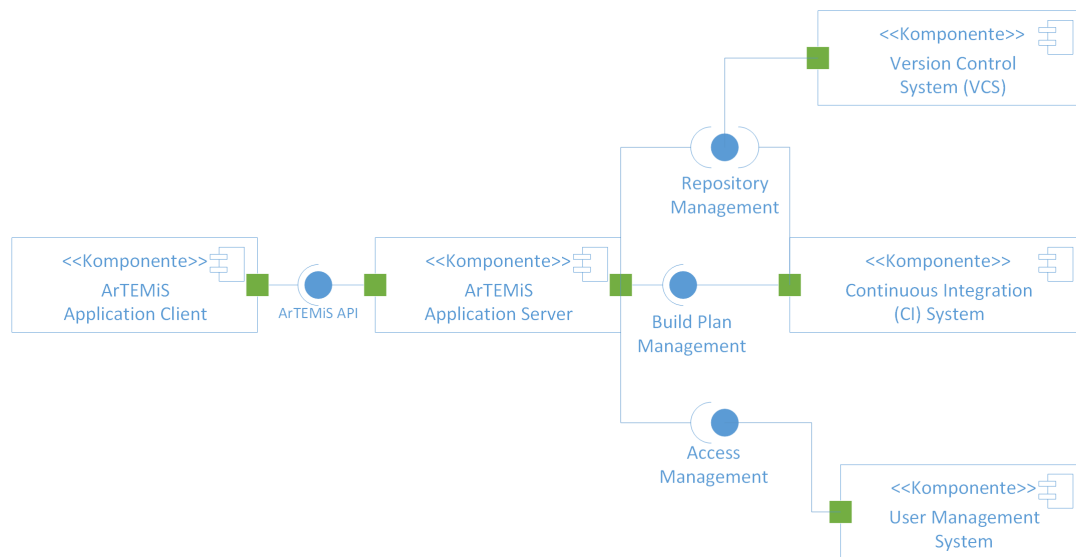 <<Komponente>>
Version Control
System (VCS)
Repository
Management
<<Komponente>>
ArTEMiS
Application Client
ArTEMiS API
<<Komponente>>
ArTEMiS
Application Server
Build Plan
Management
<<Komponente>>
Continuous Integration
(CI) System
Access
Management
<<Komponente>>
User Management
System